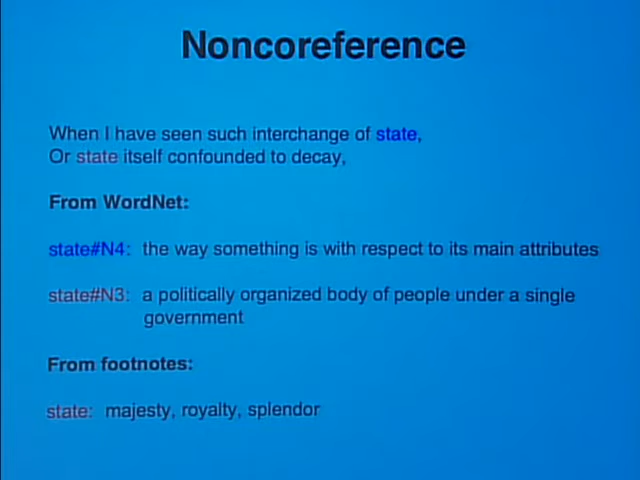 Noncoreference
When I have seen such interchange of state,
Or state itself confounded to decay,
From WordNet:
state#N4: the way something is with respect to its main attributes
state#N3: a politically organized body of people under a single
government
From footnotes:
state: majesty, royalty, splendor